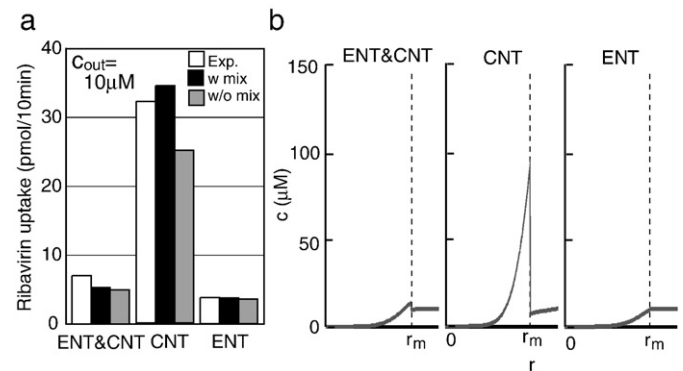 a
Cout=
10μM
Exp.
w mix
w/o mix
Ribavirin uptake (pmol/10min)
40
30
20
10
0
ENT&CNT CNT ENT
b
ENT&CNT CNT ENT
c (μM)
150
100
50
0
rm
0 rm
0 rm
r